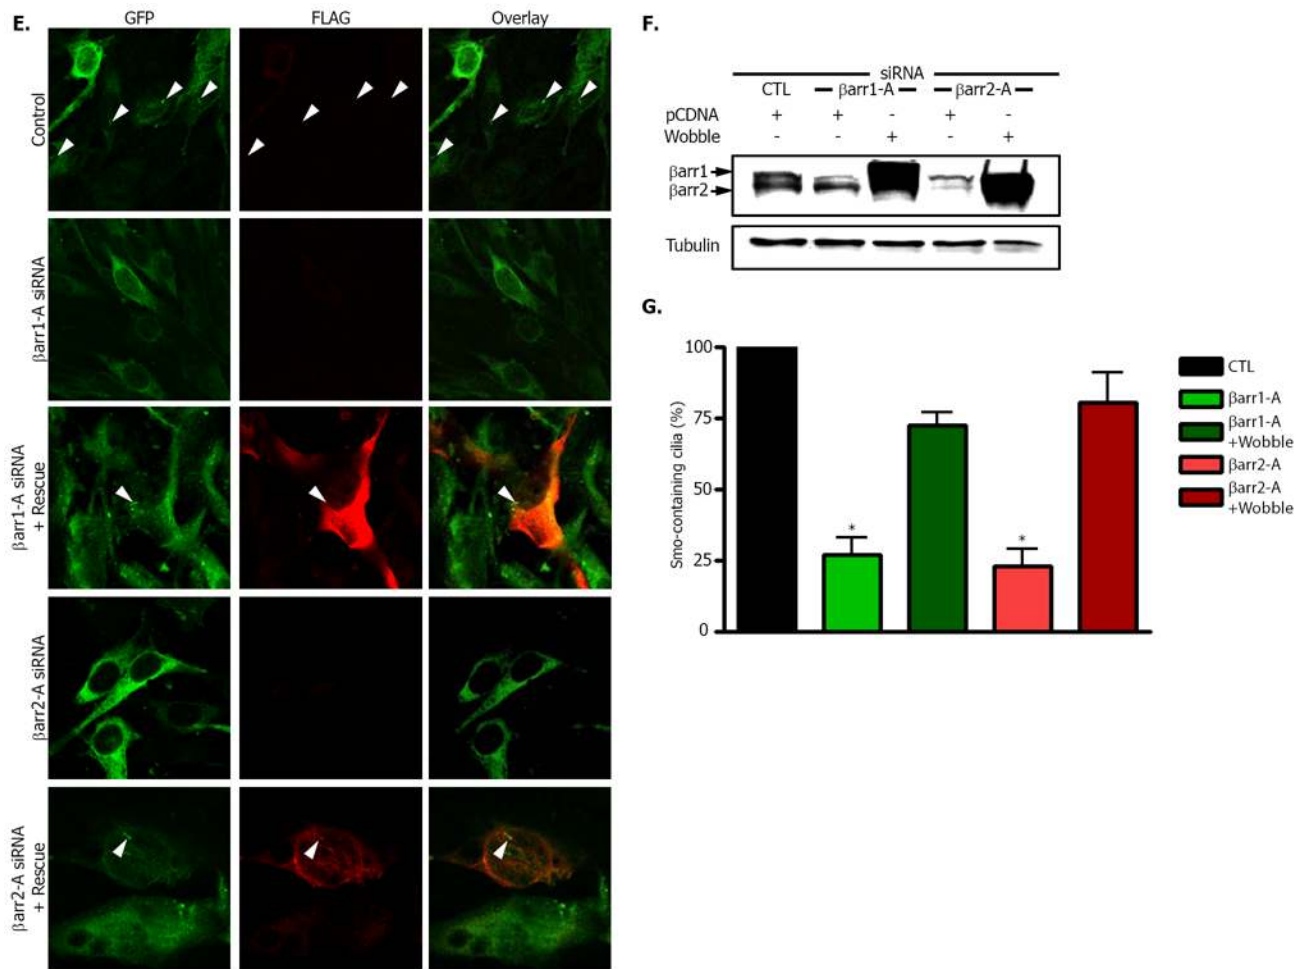 E.
GFP FLAG Overlay
Control
βarr1-A siRNA
βarr1-A siRNA
+ Rescue
βarr2-A siRNA
βarr2-A siRNA
+ Rescue
F.
siRNA
CTL βarr1-A βarr2-A
pCDNA + + - + -
Wobble - - + - +
βarr1
βarr2
Tubulin
G.
Smo-containing cilia (%)
100
75
50
25
0
*
*
CTL
βarr1-A
βarr1-A
+Wobble
βarr2-A
βarr2-A
+Wobble